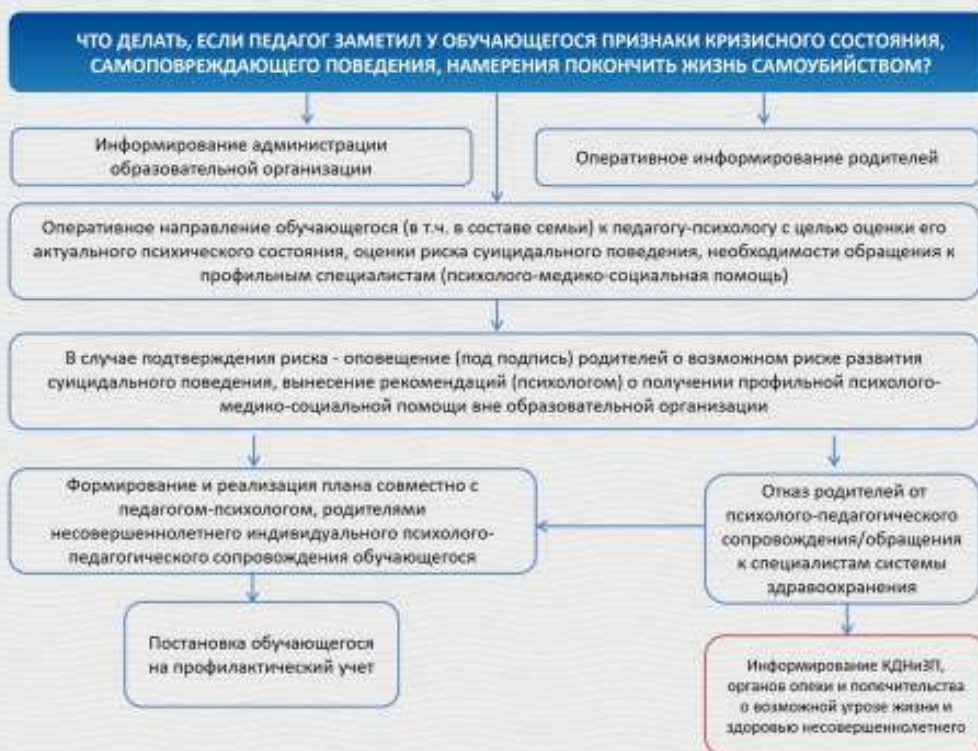 ЧТО ДЕЛАТЬ, ЕСЛИ ПЕДАГОГ ЗАМЕТИЛ У ОБУЧАЮЩЕГОСЯ ПРИЗНАКИ КРИЗИСНОГО СОСТОЯНИЯ,
САМОПОВРЕЖДАЮЩЕГО ПОВЕДЕНИЯ, НАМЕРЕНИЯ ПОКОНЧИТЬ ЖИЗНЬ САМОУБИЙСТВОМ?
Информирование администрации
образовательной организации
Оперативное информирование родителей
Оперативное направление обучающегося (в т.ч. в составе семьи) к педагогу-психологу с целью оценки его
актуального психического состояния, оценки риска суицидального поведения, необходимости обращения к
профильным специалистам (психолого-медико-социальная помощь)
В случае подтверждения риска - оповещение (под подпись) родителей о возможном риске развития
суицидального поведения, вынесение рекомендаций (психологом) о получении профильной психолого-
медико-социальной помощи вне образовательной организации
Формирование и реализация плана совместно с
педагогом-психологом, родителями
несовершеннолетнего индивидуального психолого-
педагогического сопровождения обучающегося
Отказ родителей от
психолого-педагогического
сопровождения/обращения
к специалистам системы
здравоохранения
Постановка обучающегося
на профилактический учет
Информирование КДНиЗП,
органов опеки и попечительства
о возможной угрозе жизни и
здоровью несовершеннолетнего